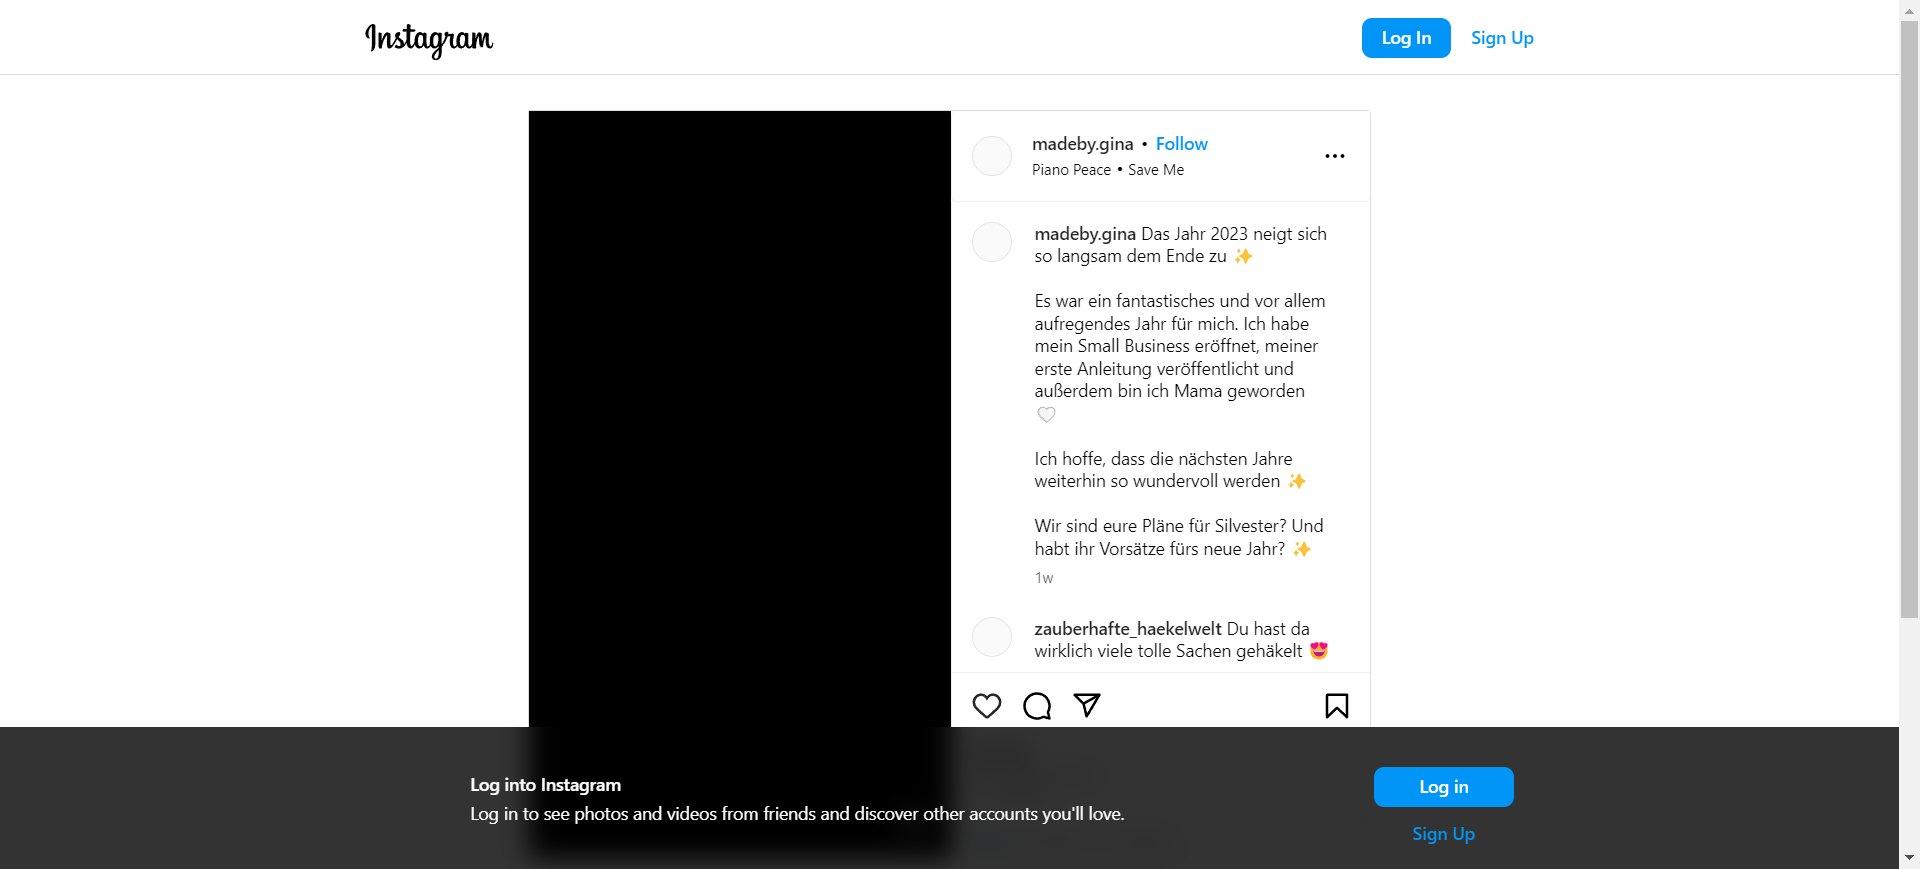 Instagram
Log In
Sign Up
madeby.gina • Follow
Piano Peace • Save Me
madeby.gina Das Jahr 2023 neigt sich
so langsam dem Ende zu ✨
Es war ein fantastisches und vor allem
aufregendes Jahr für mich. Ich habe
mein Small Business eröffnet, meiner
erste Anleitung veröffentlicht und
außerdem bin ich Mama geworden
🤍
Ich hoffe, dass die nächsten Jahre
weiterhin so wundervoll werden ✨
Wir sind eure Pläne für Silvester? Und
habt ihr Vorsätze fürs neue Jahr? ✨
1w
zauberhafte_haekelwelt Du hast da
wirklich viele tolle Sachen gehäkelt 😍
Log into Instagram
Log in to see photos and videos from friends and discover other accounts you'll love.
Log in
Sign Up